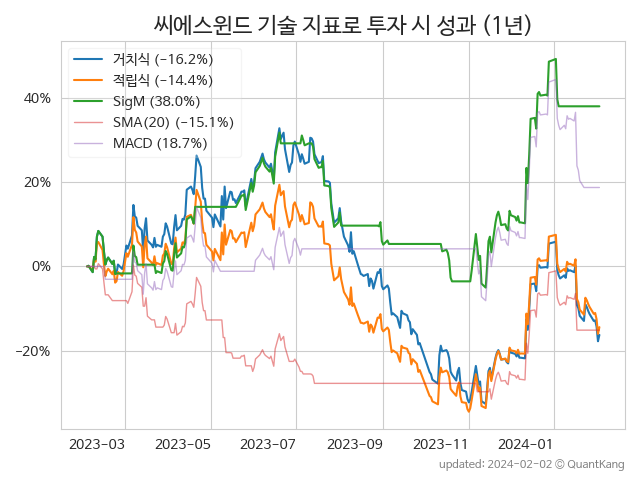 씨에스윈드 기술 지표로 투자 시 성과 (1년)
거치식 (-16.2%)
적립식 (-14.4%)
SigM (38.0%)
SMA(20) (-15.1%)
MACD (18.7%)
40%
20%
0%
-20%
2023-03 2023-05 2023-07 2023-09 2023-11 2024-01
updated: 2024-02-02 © QuantKang